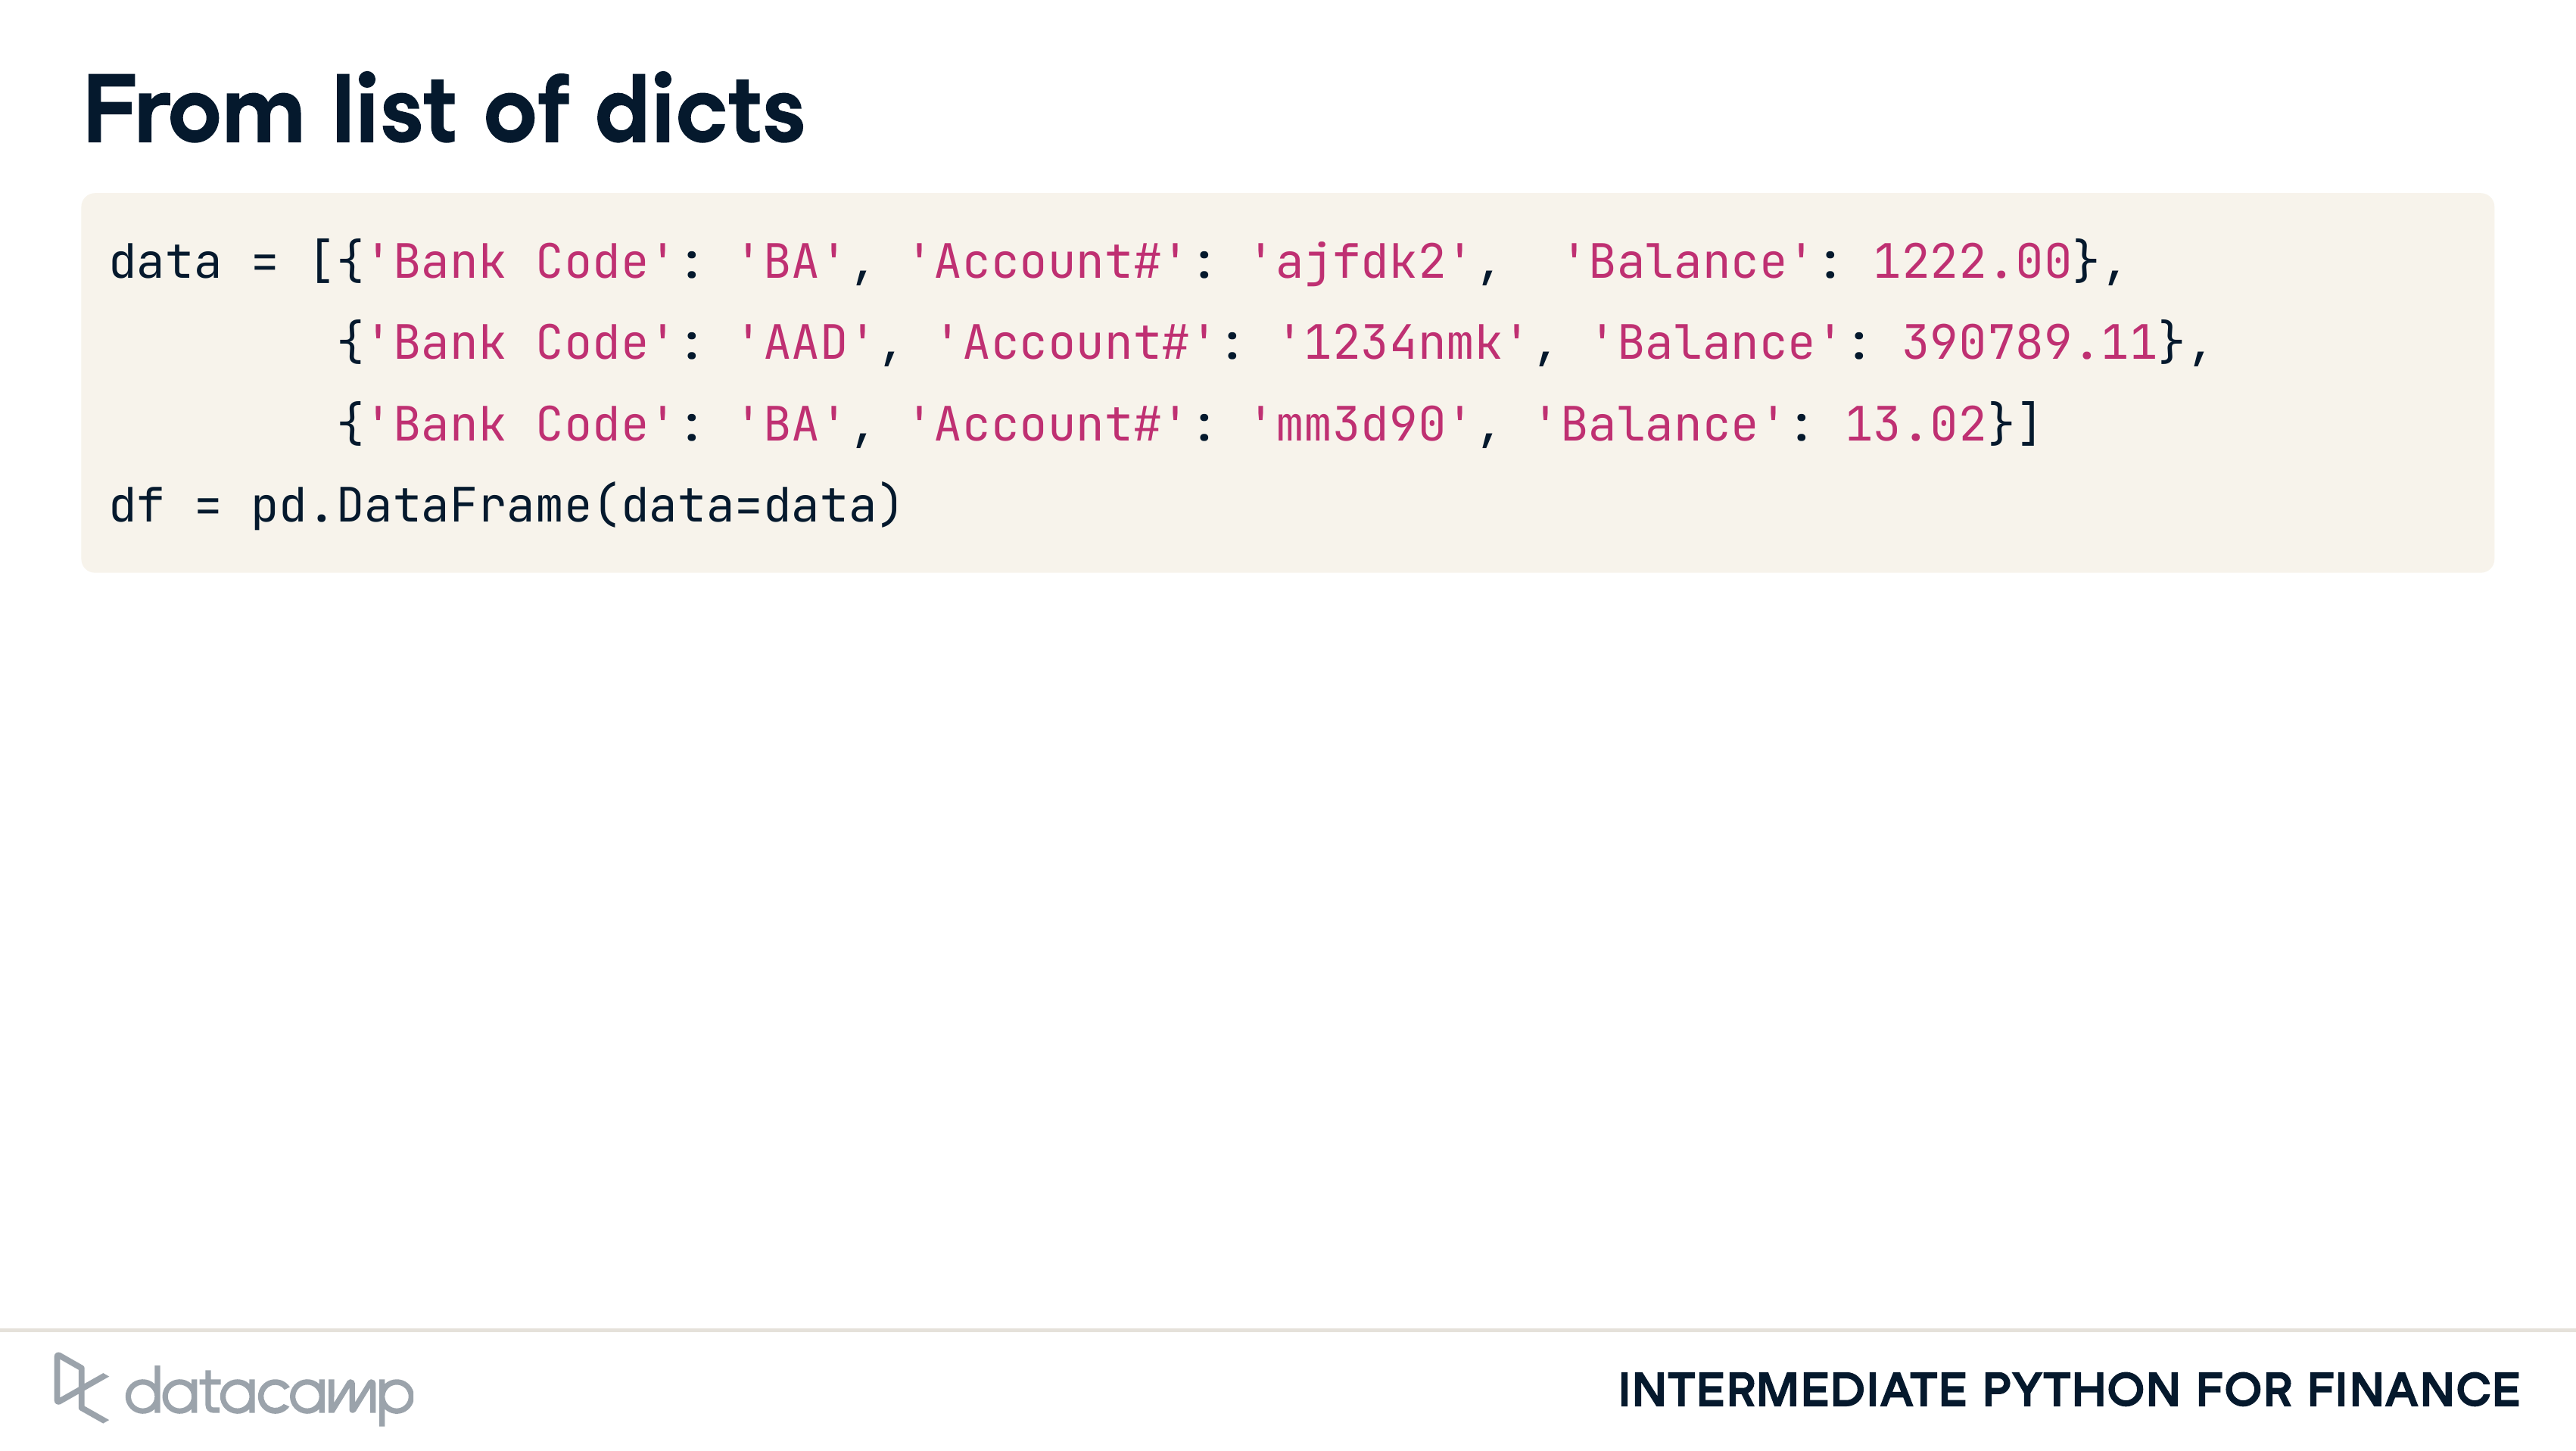 From list of dicts
data = [{'Bank Code': 'BA', 'Account#': 'ajfdk2',  'Balance': 1222.00},
        {'Bank Code': 'AAD', 'Account#': '1234nmk', 'Balance': 390789.11},
        {'Bank Code': 'BA', 'Account#': 'mm3d90', 'Balance': 13.02}]
df = pd.DataFrame(data=data)
datacamp
INTERMEDIATE PYTHON FOR FINANCE